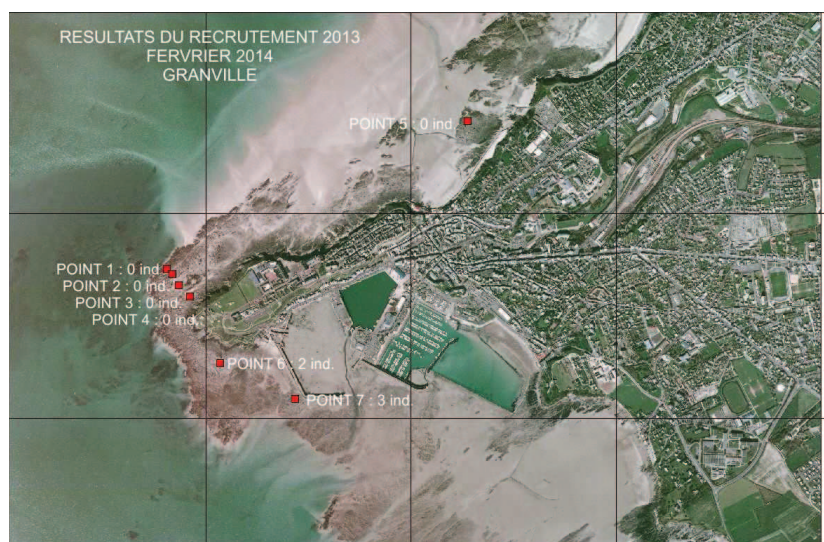 RESULTATS DU RECRUTEMENT 2013
FERVRIER 2014
GRANVILLE
POINT 5 : 0 ind.
POINT 1 : 0 ind.
POINT 2 : 0 ind.
POINT 3 : 0 ind.
POINT 4 : 0 ind.
POINT 6 : 2 ind.
POINT 7 : 3 ind.